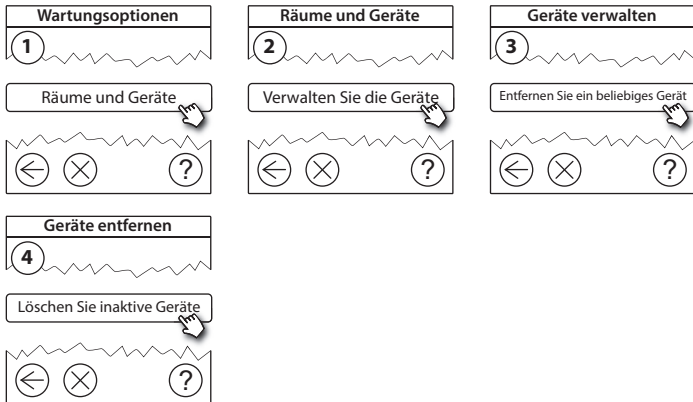 Wartungsoptionen
1
Räume und Geräte
?
Räume und Geräte
2
Verwalten Sie die Geräte
?
Geräte verwalten
3
Entfernen Sie ein beliebiges Gerät
?
Geräte entfernen
4
Löschen Sie inaktive Geräte
?